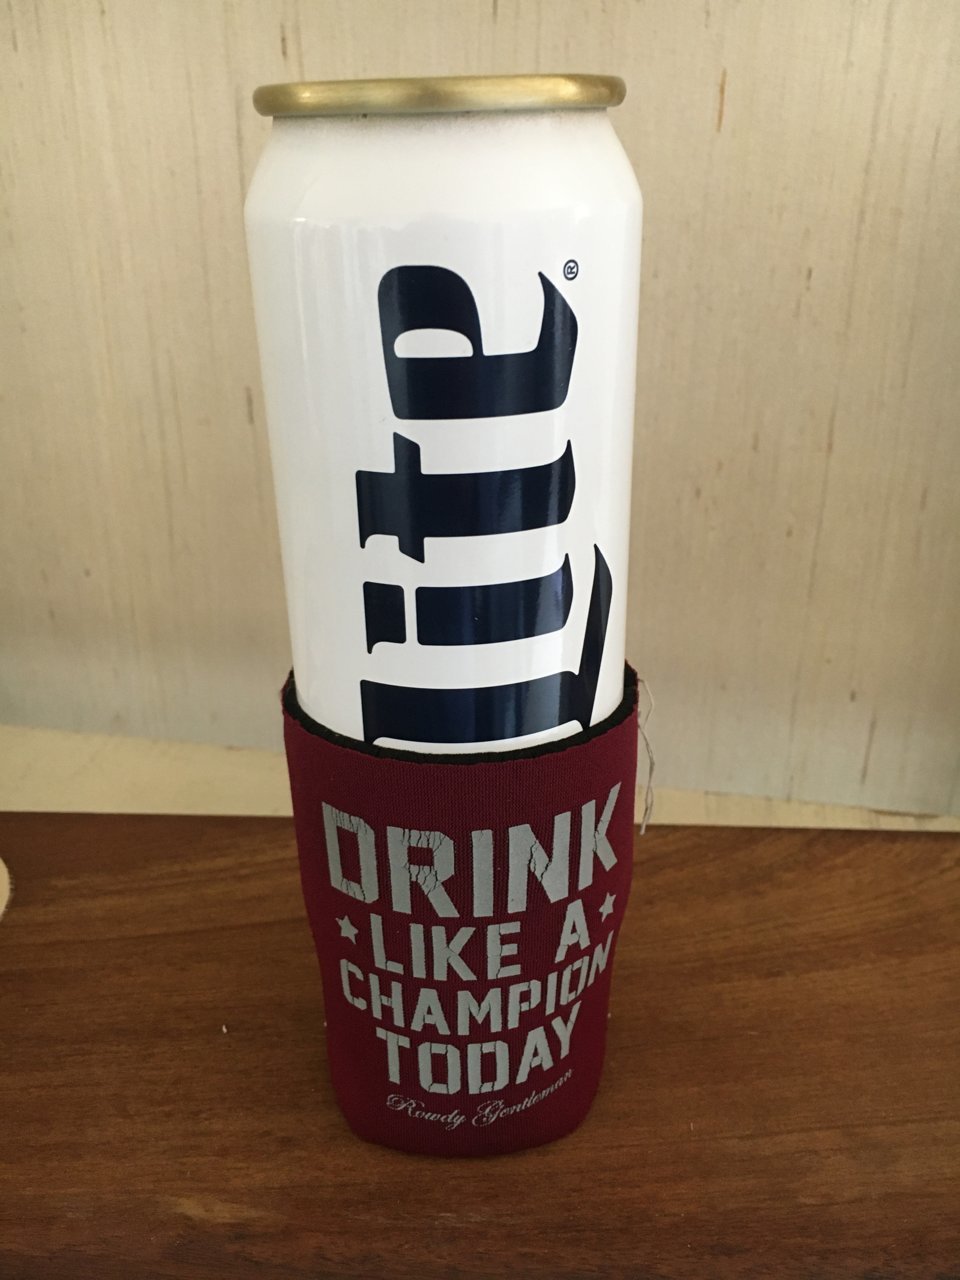 Lite®
DRINK
LIKE A
CHAMPION
TODAY
Rowdy Gentleman